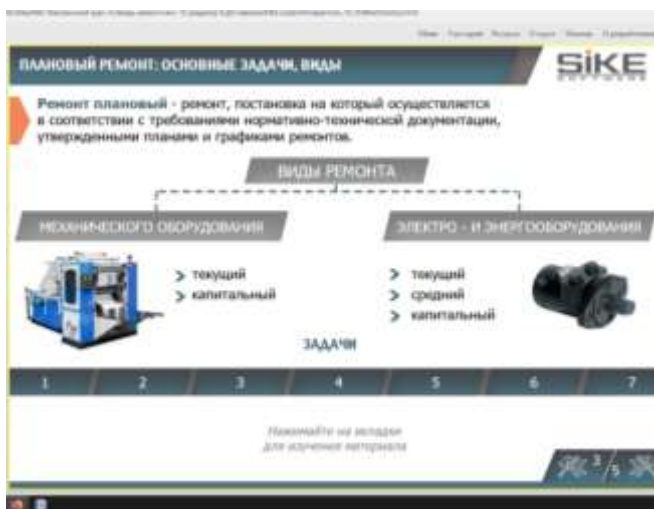 ПЛАНОВЫЙ РЕМОНТ: ОСНОВНЫЕ ЗАДАЧИ, ВИДЫ
SiKE
SOFTWARE
Ремонт плановый - ремонт, постановка на который осуществляется
в соответствии с требованиями нормативно-технической документации,
утвержденными планами и графиками ремонтов.
ВИДЫ РЕМОНТА
МЕХАНИЧЕСКОГО ОБОРУДОВАНИЯ
текущий
капитальный
ЭЛЕКТРО - И ЭНЕРГООБОРУДОВАНИЯ
текущий
средний
капитальный
ЗАДАЧИ
1 2 3 4 5 6 7
Нажимайте на вкладки
для изучения материала
3/5